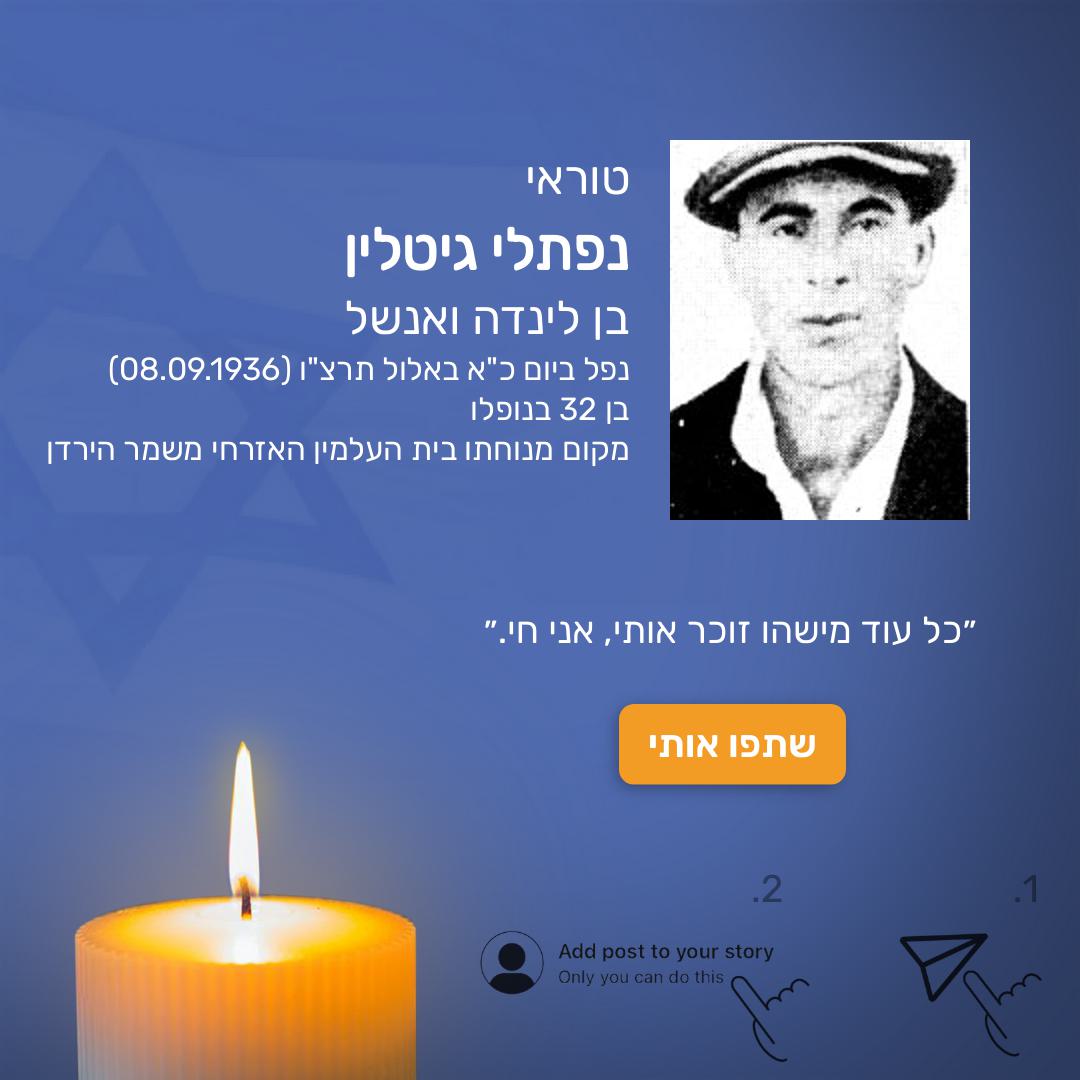 טוראי
נפתלי גיטלין
בן לינדה ואנשל
נפל ביום כ"א באלול תרצ"ו (08.09.1936)
בן 32 בנופלו
מקום מנוחתו בית העלמין האזרחי משמר הירדן
״כל עוד מישהו זוכר אותי, אני חי.״
שתפו אותי
1.
2.
Add post to your story
Only you can do this